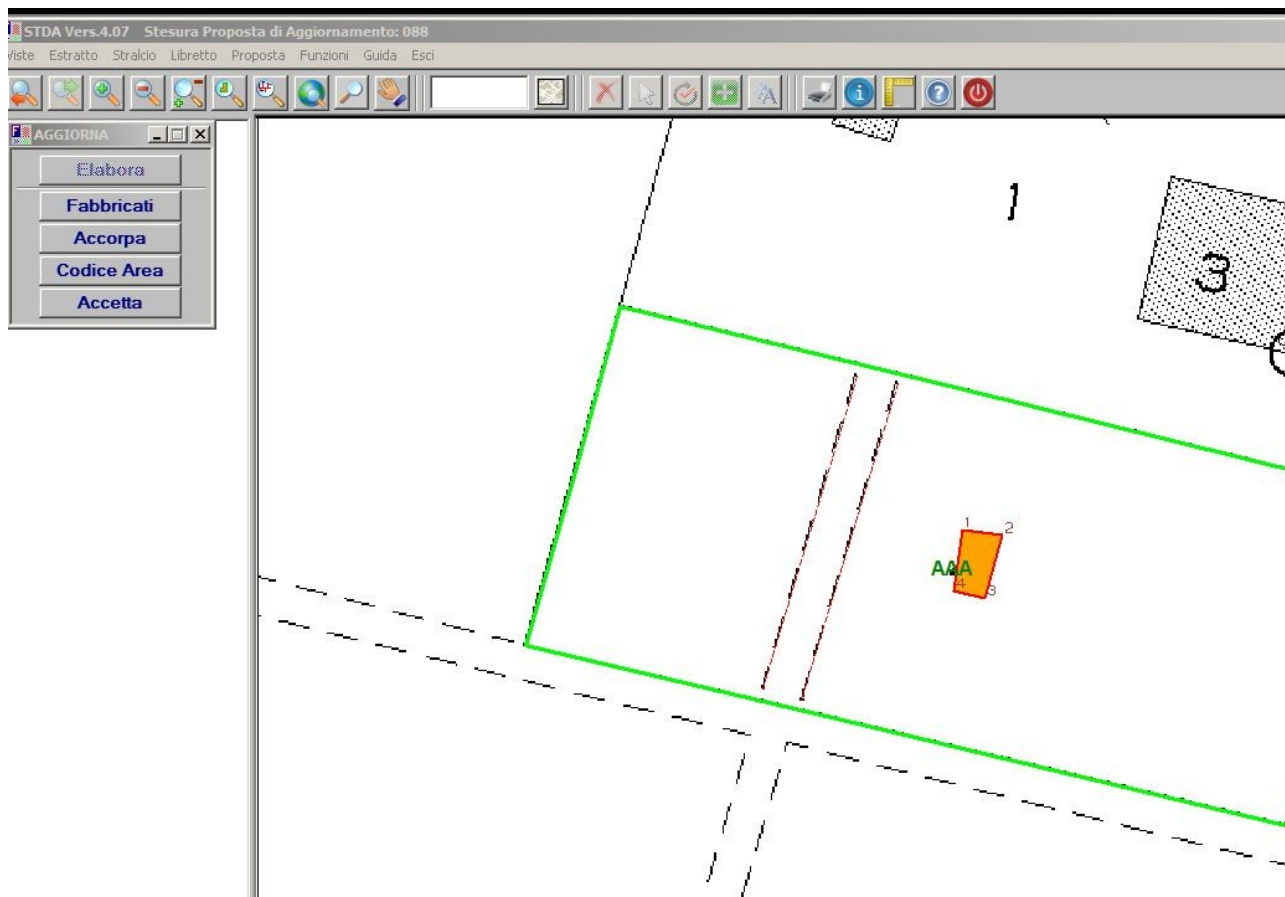 STDA Vers.4.07 Stesura Proposta di Aggiornamento: 088
Viste Estratto Stralcio Libretto Proposta Funzioni Guida Esci
AGGIORNA
Elabora
Fabbricati
Accorpa
Codice Area
Accetta
1
3
1
2
AAA
4
3